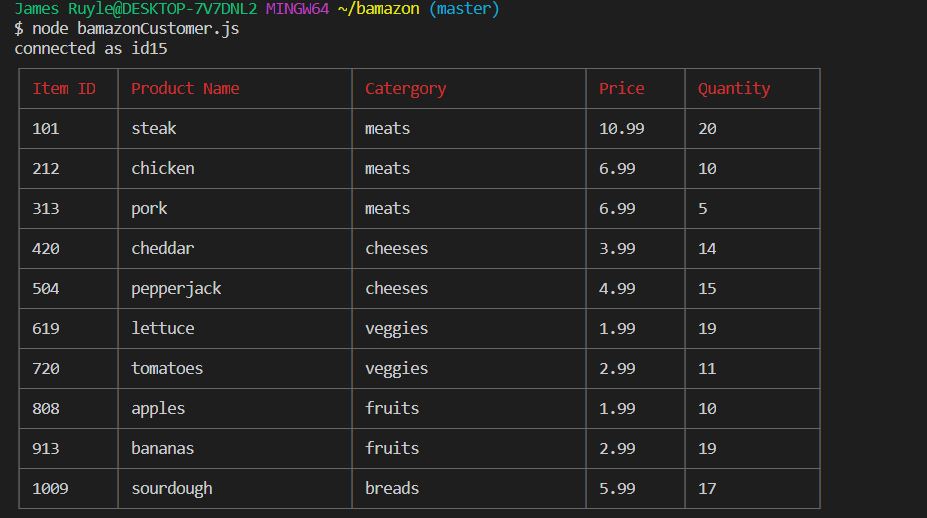 James Ruyle@DESKTOP-7V7DNL2 MINGW64 ~/bamazon (master)
$ node bamazonCustomer.js
connected as id15
Item ID Product Name Catergory Price Quantity
101 steak meats 10.99 20
212 chicken meats 6.99 10
313 pork meats 6.99 5
420 cheddar cheeses 3.99 14
504 pepperjack cheeses 4.99 15
619 lettuce veggies 1.99 19
720 tomatoes veggies 2.99 11
808 apples fruits 1.99 10
913 bananas fruits 2.99 19
1009 sourdough breads 5.99 17